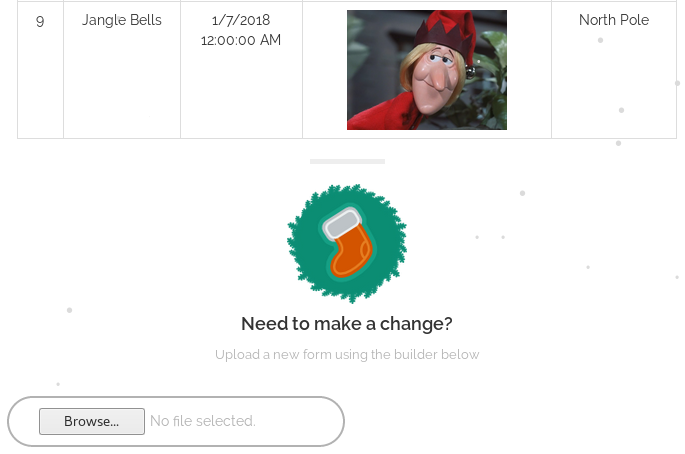 9
Jangle Bells
1/7/2018
12:00:00 AM
North Pole
Need to make a change?
Upload a new form using the builder below
Browse...
No file selected.